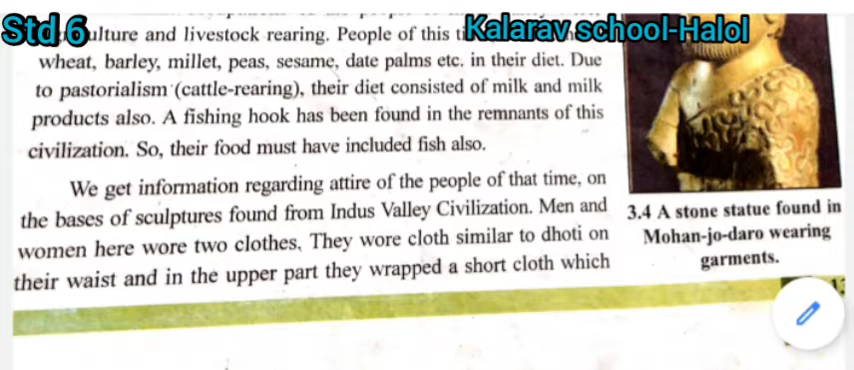 Std 6
Kalarav school-Halol
ulture and livestock rearing. People of this
wheat, barley, millet, peas, sesame, date palms etc. in their diet. Due
to pastorialism (cattle-rearing), their diet consisted of milk and milk
products also. A fishing hook has been found in the remnants of this
civilization. So, their food must have included fish also.
We get information regarding attire of the people of that time, on
the bases of sculptures found from Indus Valley Civilization. Men and
women here wore two clothes. They wore cloth similar to dhoti on
their waist and in the upper part they wrapped a short cloth which
3.4 A stone statue found in
Mohan-jo-daro wearing
garments.